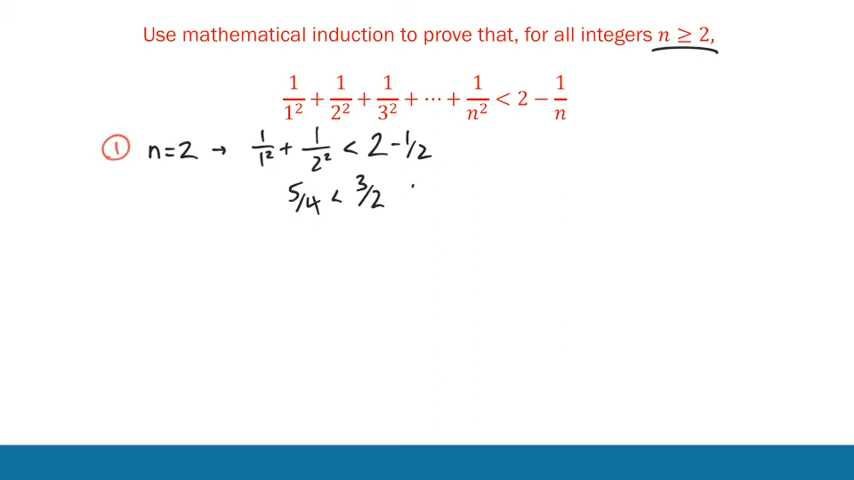 Use mathematical induction to prove that, for all integers n ≥ 2,
1/1² + 1/2² + 1/3² + ⋯ + 1/n² < 2 − 1/n
① n=2 → 1/1² + 1/2² < 2 - 1/2
5/4 < 3/2